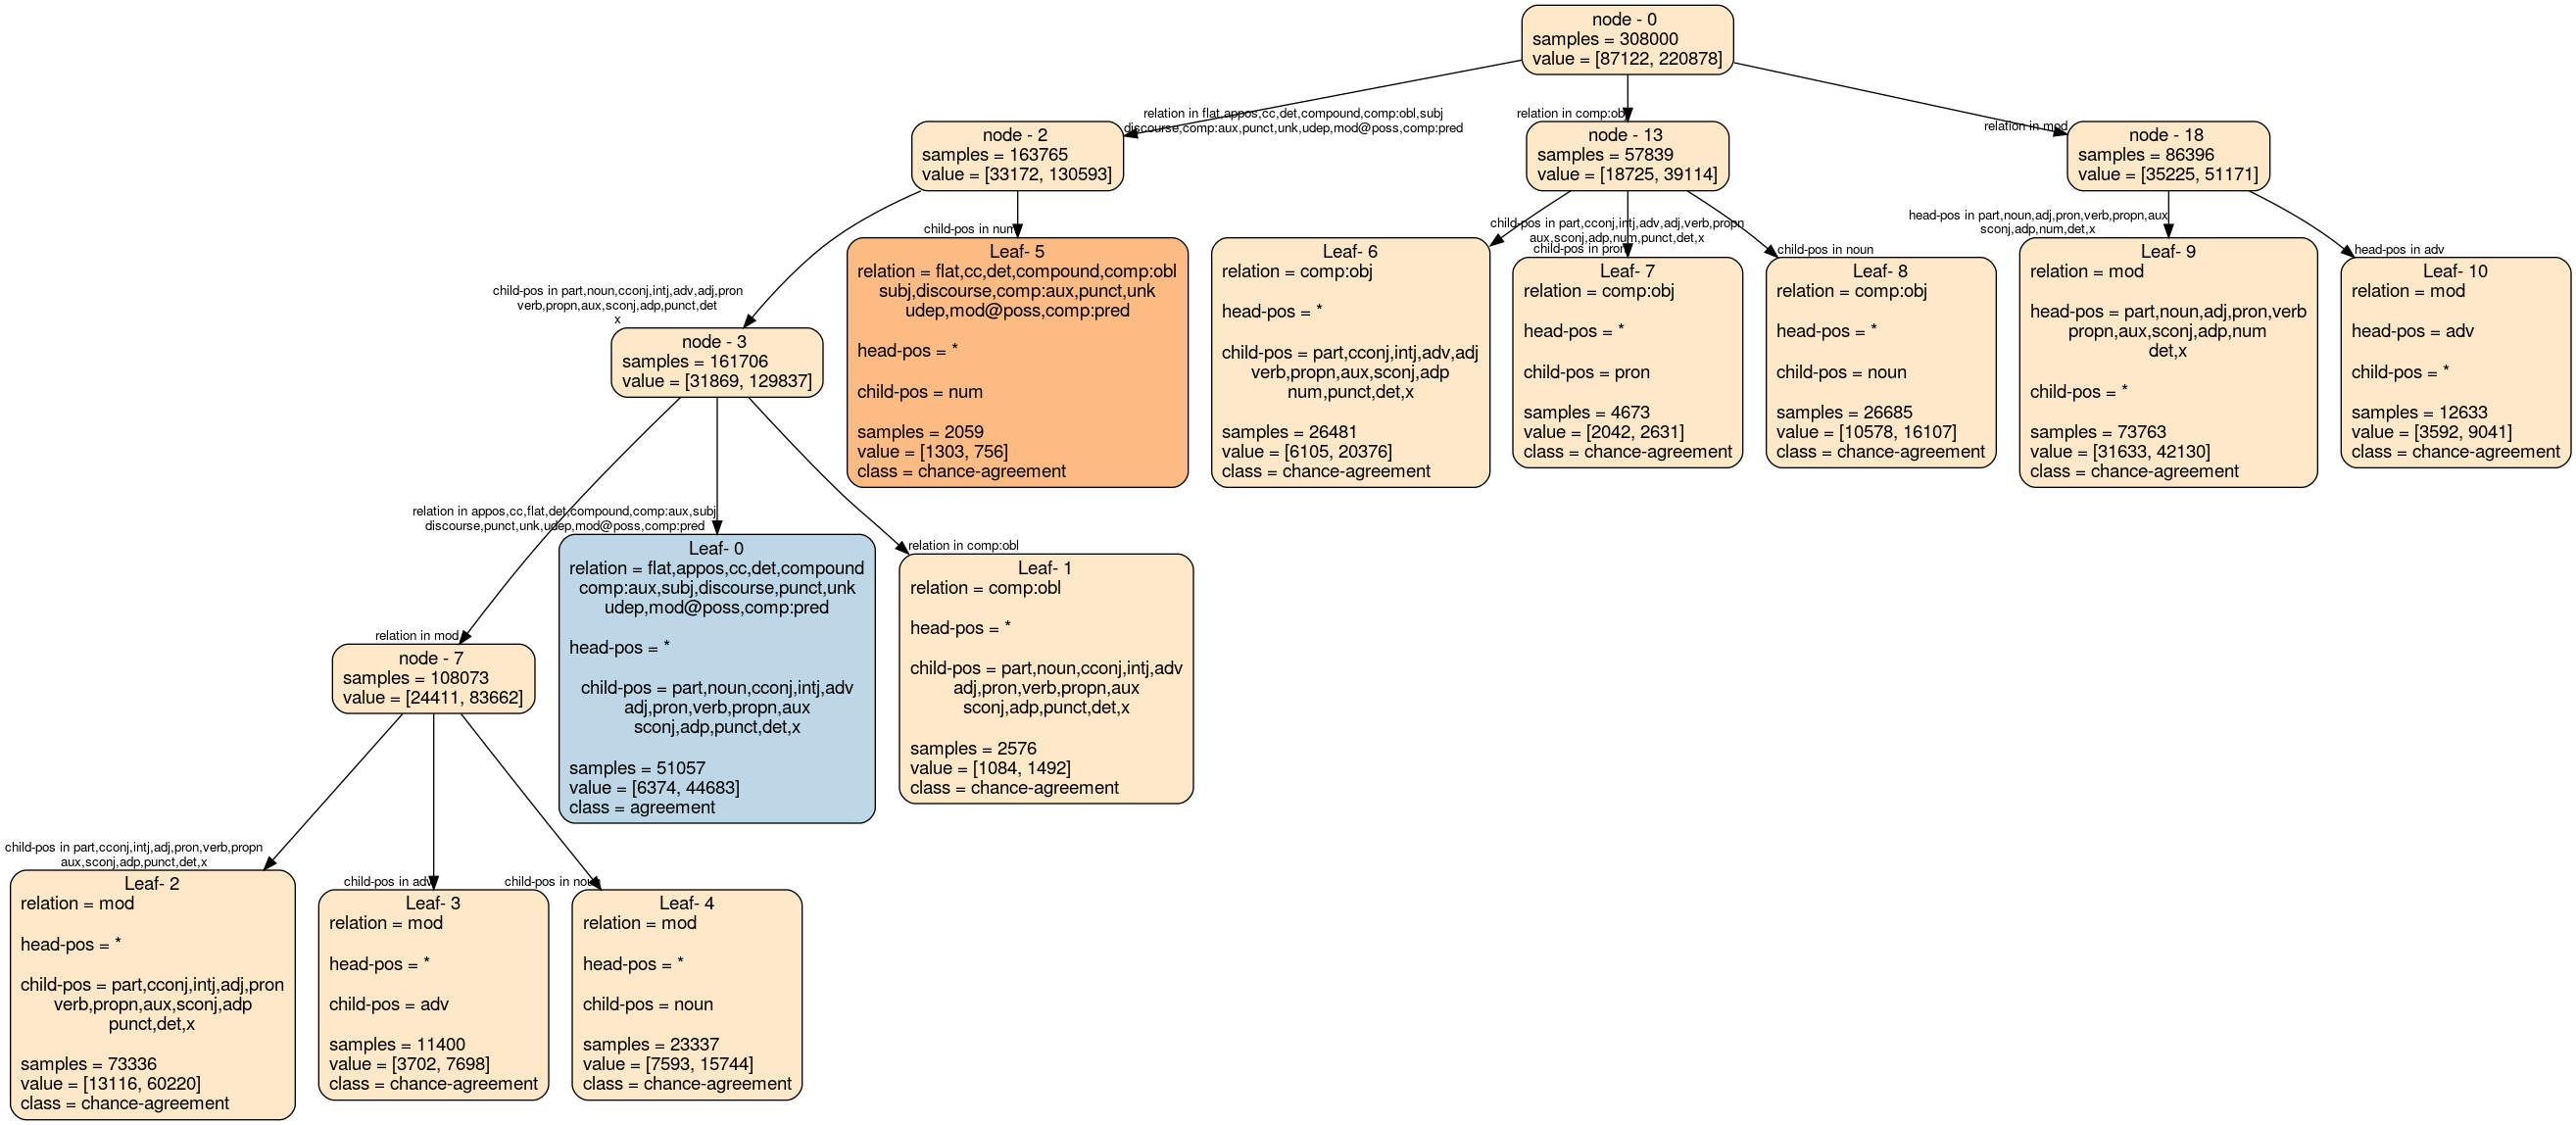 node - 0
samples = 308000
value = [87122, 220878]
relation in flat,appos,cc,det,compound,comp:obl,subj
discourse,comp:aux,punct,unk,udep,mod@poss,comp:pred
relation in comp:obj
relation in mod
node - 2
samples = 163765
value = [33172, 130593]
node - 13
samples = 57839
value = [18725, 39114]
node - 18
samples = 86396
value = [35225, 51171]
child-pos in part,noun,cconj,intj,adv,adj,pron
verb,propn,aux,sconj,adp,punct,det
x
child-pos in num
child-pos in part,cconj,intj,adv,adj,verb,propn
aux,sconj,adp,num,punct,det,x
child-pos in pron
child-pos in noun
head-pos in part,noun,adj,pron,verb,propn,aux
sconj,adp,num,det,x
head-pos in adv
node - 3
samples = 161706
value = [31869, 129837]
Leaf- 5
relation = flat,cc,det,compound,comp:obl
subj,discourse,comp:aux,punct,unk
udep,mod@poss,comp:pred
head-pos = *
child-pos = num
samples = 2059
value = [1303, 756]
class = chance-agreement
Leaf- 6
relation = comp:obj
head-pos = *
child-pos = part,cconj,intj,adv,adj
verb,propn,aux,sconj,adp
num,punct,det,x
samples = 26481
value = [6105, 20376]
class = chance-agreement
Leaf- 7
relation = comp:obj
head-pos = *
child-pos = pron
samples = 4673
value = [2042, 2631]
class = chance-agreement
Leaf- 8
relation = comp:obj
head-pos = *
child-pos = noun
samples = 26685
value = [10578, 16107]
class = chance-agreement
Leaf- 9
relation = mod
head-pos = part,noun,adj,pron,verb
propn,aux,sconj,adp,num
det,x
child-pos = *
samples = 73763
value = [31633, 42130]
class = chance-agreement
Leaf- 10
relation = mod
head-pos = adv
child-pos = *
samples = 12633
value = [3592, 9041]
class = chance-agreement
relation in appos,cc,flat,det,compound,comp:aux,subj
discourse,punct,unk,udep,mod@poss,comp:pred
relation in comp:obl
relation in mod
node - 7
samples = 108073
value = [24411, 83662]
Leaf- 0
relation = flat,appos,cc,det,compound
comp:aux,subj,discourse,punct,unk
udep,mod@poss,comp:pred
head-pos = *
child-pos = part,noun,cconj,intj,adv
adj,pron,verb,propn,aux
sconj,adp,punct,det,x
samples = 51057
value = [6374, 44683]
class = agreement
Leaf- 1
relation = comp:obl
head-pos = *
child-pos = part,noun,cconj,intj,adv
adj,pron,verb,propn,aux
sconj,adp,punct,det,x
samples = 2576
value = [1084, 1492]
class = chance-agreement
child-pos in part,cconj,intj,adj,pron,verb,propn
aux,sconj,adp,punct,det,x
child-pos in adv
child-pos in noun
Leaf- 2
relation = mod
head-pos = *
child-pos = part,cconj,intj,adj,pron
verb,propn,aux,sconj,adp
punct,det,x
samples = 73336
value = [13116, 60220]
class = chance-agreement
Leaf- 3
relation = mod
head-pos = *
child-pos = adv
samples = 11400
value = [3702, 7698]
class = chance-agreement
Leaf- 4
relation = mod
head-pos = *
child-pos = noun
samples = 23337
value = [7593, 15744]
class = chance-agreement